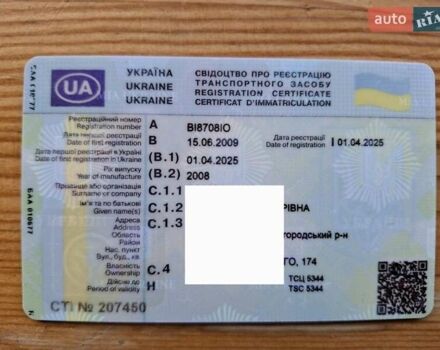 auto RIA
UA
УКРАЇНА
UKRAINE
UKRAINE
СВІДОЦТВО ПРО РЕЄСТРАЦІЮ
ТРАНСПОРТНОГО ЗАСОБУ
REGISTRATION CERTIFICATE
CERTIFICAT D'IMMATRICULATION
Реєстраційний номер
Registration number
A
BI8708IO
Дата першої реєстрації
Date of first registration
B
15.06.2009
Дата реєстрації
Date of registration
I 01.04.2025
Дата першої реєстрації в Україні
Date of first registration in Ukraine
(B.1) 01.04.2025
Рік випуску
Year of manufacture
(B.2) 2008
Прізвище або організація
Surname or company
C.1.1
Ім'я та по батькові
Given name(s)
C.1.2
РІВНА
Адреса
Address
C.1.3
Область
Район
городський р-н
Нас. пункт
Вул., буд., кв.
ГО, 174
Власність
Ownership
C.4
ТСЦ 5344
Дійсно до
Period of validity
H
TSC 5344
СТІ № 207450